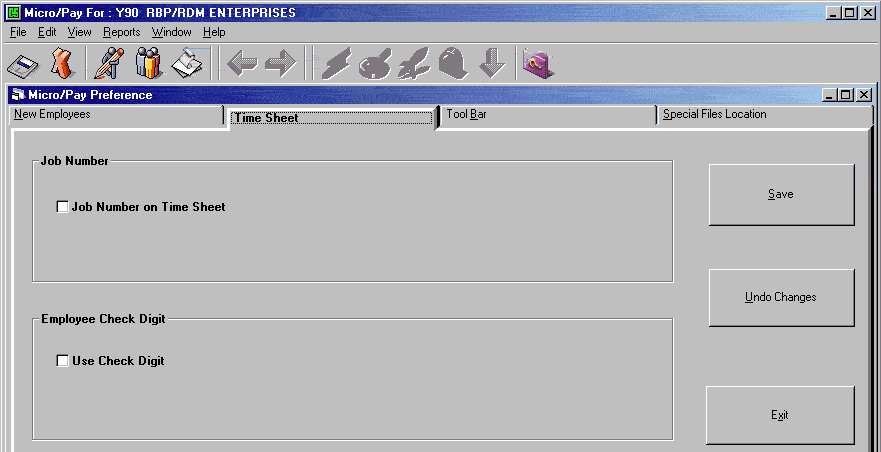 Micro/Pay For : Y90 RBP/RDM ENTERPRISES
File Edit View Reports Window Help
Micro/Pay Preference
New Employees Time Sheet Tool Bar Special Files Location
Job Number
Job Number on Time Sheet
Save
Undo Changes
Employee Check Digit
Use Check Digit
Exit